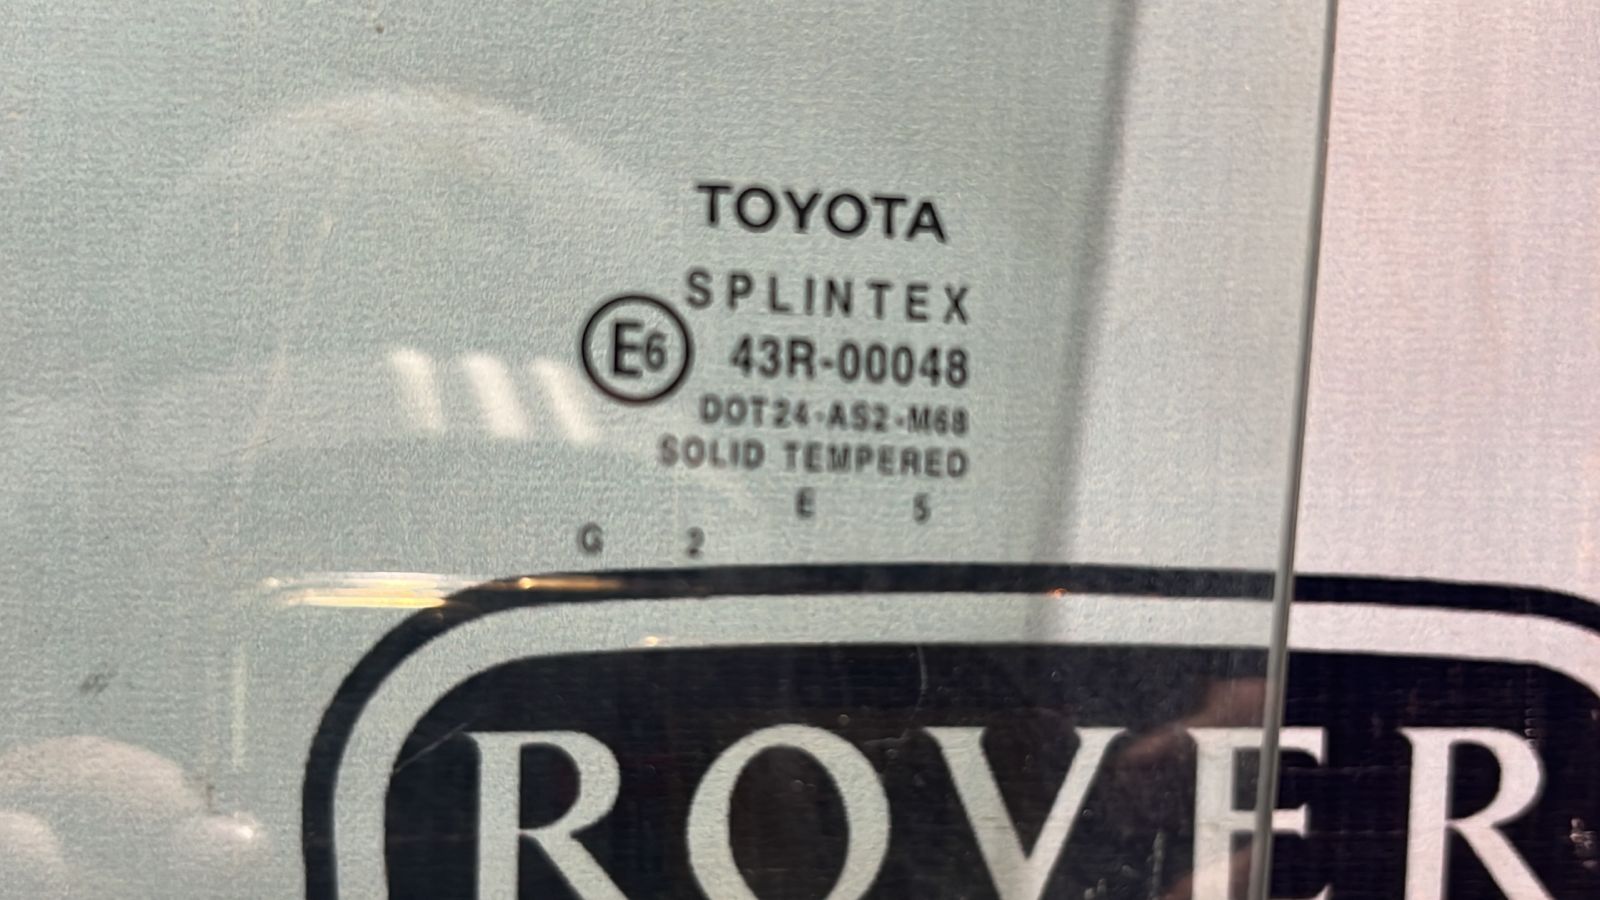 TOYOTA
SPLINTEX
E6 43R-00048
DOT24-AS2-M68
SOLID TEMPERED
E 5
G 2
ROVER